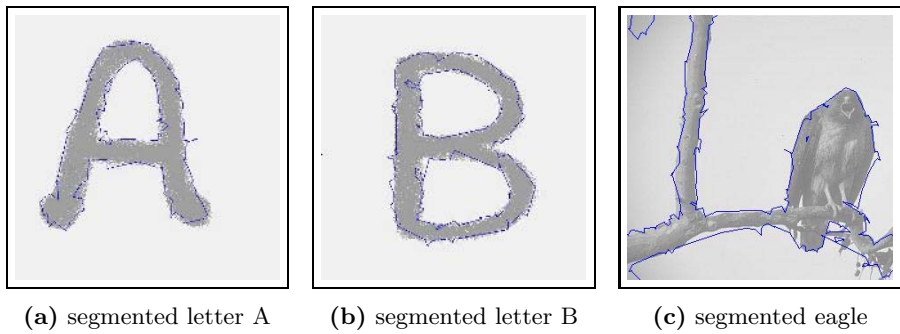 A
B
(a) segmented letter A
(b) segmented letter B
(c) segmented eagle